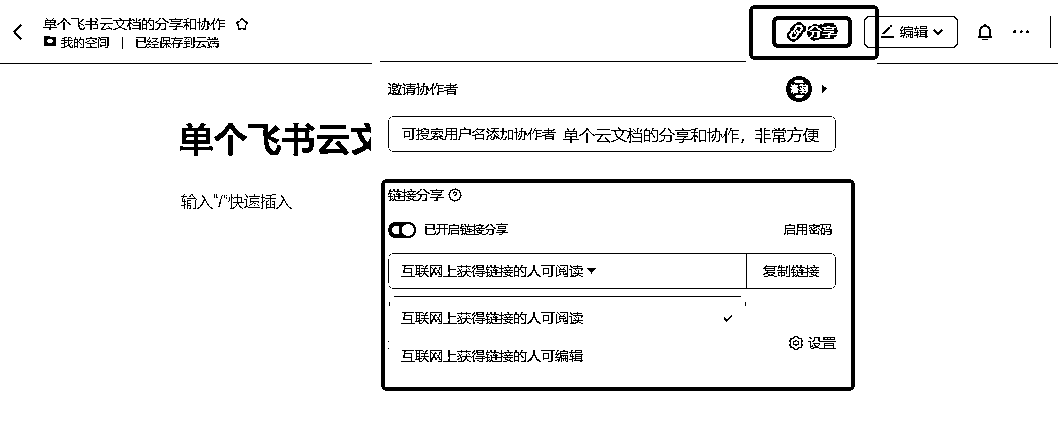 单个飞书云文档的分享和协作
我的空间 | 已经保存到云端
分享
编辑
邀请协作者
可搜索用户名添加协作者 单个云文档的分享和协作，非常方便
单个飞书云文
输入"/"快速插入
链接分享
已开启链接分享 启用密码
互联网上获得链接的人可阅读 复制链接
互联网上获得链接的人可阅读
互联网上获得链接的人可编辑
设置